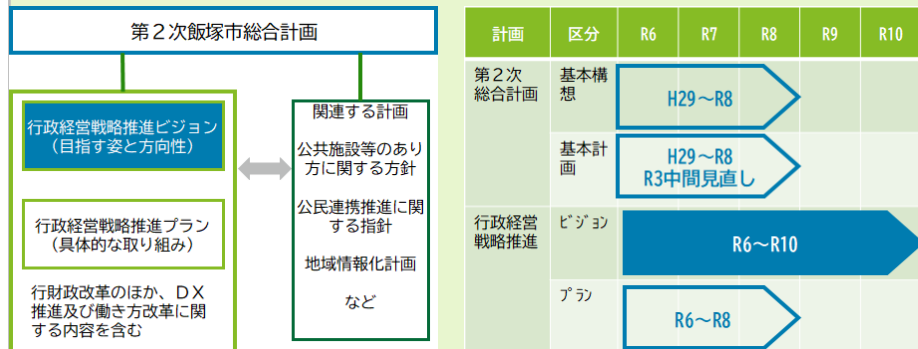 第２次飯塚市総合計画
行政経営戦略推進ビジョン
（目指す姿と方向性）
行政経営戦略推進プラン
（具体的な取り組み）
行財政改革のほか、ＤＸ
推進及び働き方改革に関
する内容を含む
関連する計画
公共施設等のあり
方に関する方針
公民連携推進に関
する指針
地域情報化計画
など
計画 区分 R6 R7 R8 R9 R10
第２次
総合計画
基本構
想
H29～R8
基本計
画
H29～R8
R3中間見直し
行政経営
戦略推進
ﾋﾞｼﾞｮﾝ
R6～R10
ﾌﾟﾗﾝ
R6～R8